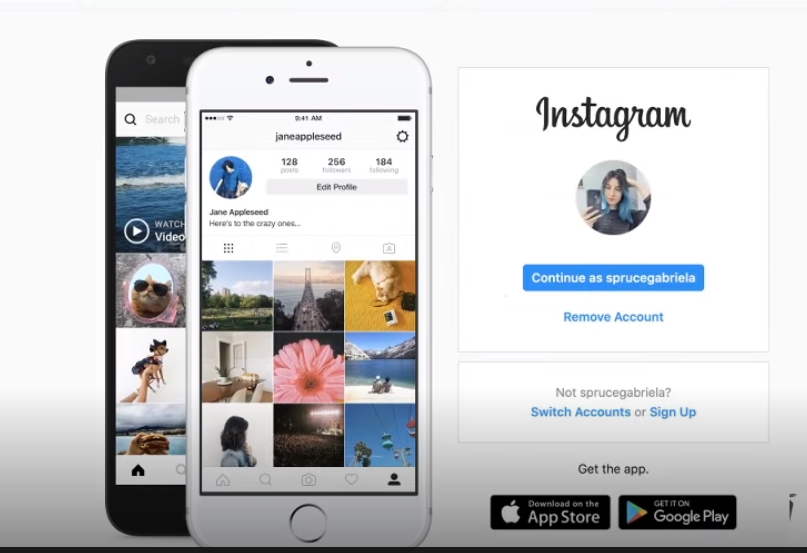 Search
WATCH
Video
9:41 AM
janeappleseed
128
posts
256
followers
184
following
Edit Profile
Jane Appleseed
Here's to the crazy ones...
Instagram
Continue as sprucegabriela
Remove Account
Not sprucegabriela?
Switch Accounts or Sign Up
Get the app.
Download on the
App Store
GET IT ON
Google Play